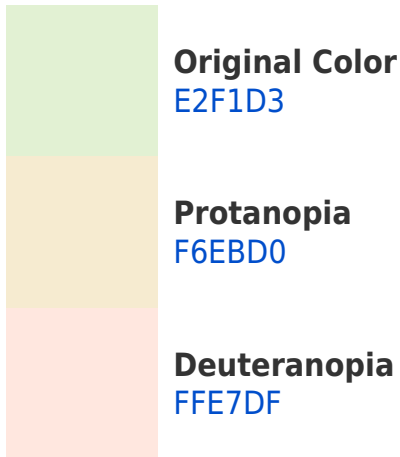 Original Color
E2F1D3
Protanopia
F6EBD0
Deuteranopia
FFE7DF